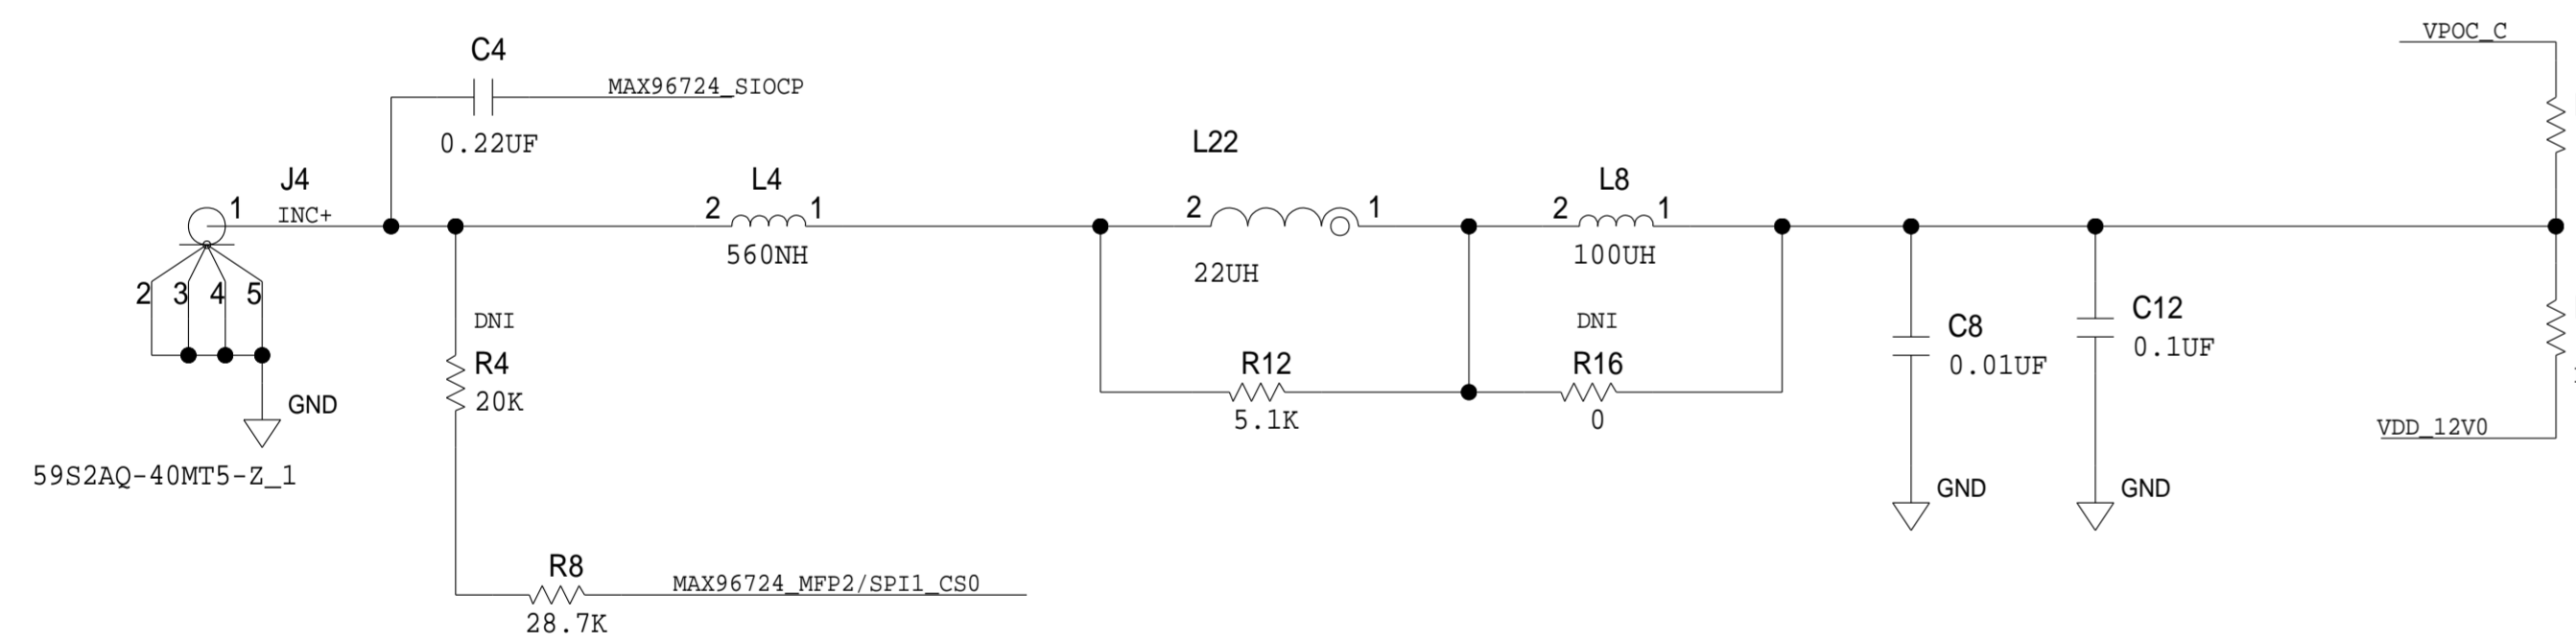 VPOC_C
C4
MAX96724_SIOCP
0.22UF
L22
J4
L4
L8
1
INC+
2
1
2
1
2
1
560NH
22UH
100UH
2
3
4
5
DNI
DNI
C12
0.1UF
C8
0.01UF
R4
20K
R12
5.1K
R16
0
GND
VDD_12V0
59S2AQ-40MT5-Z_1
GND
GND
R8
MAX96724_MFP2/SPI1_CS0
28.7K